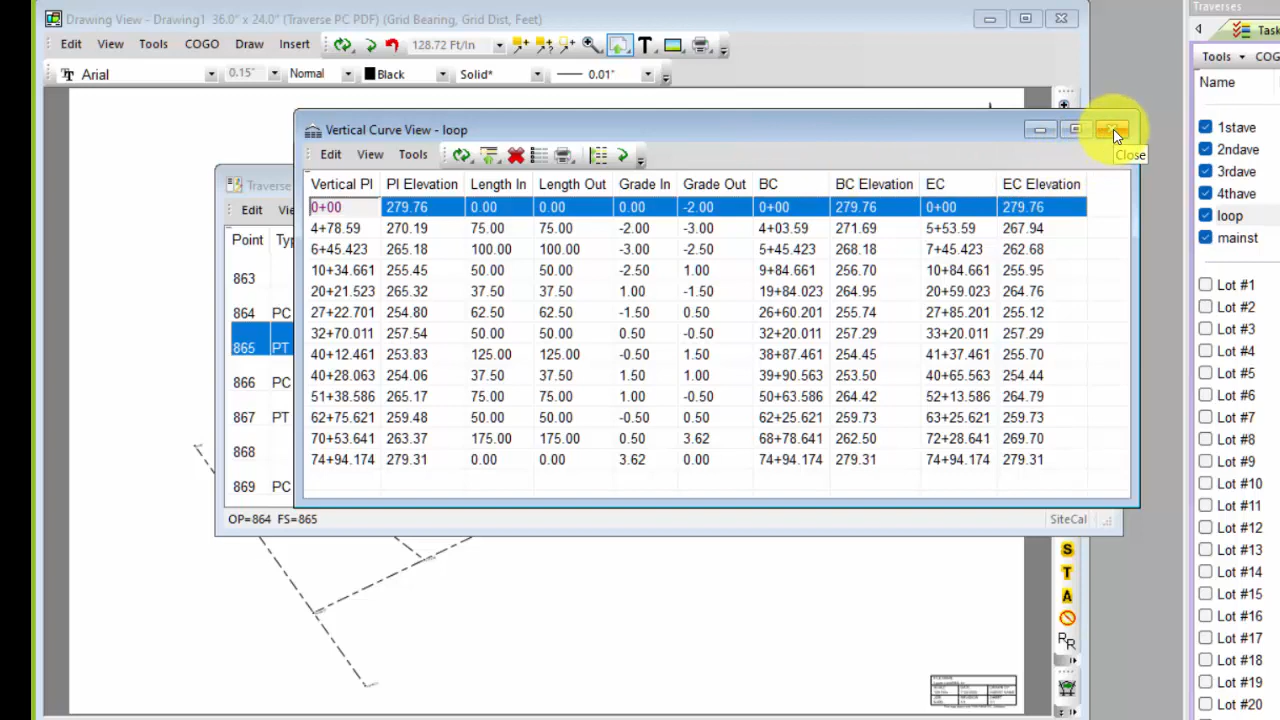 Drawing View - Drawing1 36.0" x 24.0" (Traverse PC PDF) (Grid Bearing, Grid Dist, Feet)
Edit View Tools COGO Draw Insert 128.72 Ft/in T
Tr Arial 0.15" Normal Black Solid* 0.01"
Vertical Curve View - loop
Edit View Tools
Close
Vertical PI PI Elevation Length In Length Out Grade In Grade Out BC BC Elevation EC EC Elevation
0+00 279.76 0.00 0.00 0.00 -2.00 0+00 279.76 0+00 279.76
4+78.59 270.19 75.00 75.00 -2.00 -3.00 4+03.59 271.69 5+53.59 267.94
6+45.423 265.18 100.00 100.00 -3.00 -2.50 5+45.423 268.18 7+45.423 262.68
10+34.661 255.45 50.00 50.00 -2.50 1.00 9+84.661 256.70 10+84.661 255.95
20+21.523 265.32 37.50 37.50 1.00 -1.50 19+84.023 264.95 20+59.023 264.76
27+22.701 254.80 62.50 62.50 -1.50 0.50 26+60.201 255.74 27+85.201 255.12
32+70.011 257.54 50.00 50.00 0.50 -0.50 32+20.011 257.29 33+20.011 257.29
40+12.461 253.83 125.00 125.00 -0.50 1.50 38+87.461 254.45 41+37.461 255.70
40+28.063 254.06 37.50 37.50 1.50 1.00 39+90.563 253.50 40+65.563 254.44
51+38.586 265.17 75.00 75.00 1.00 -0.50 50+63.586 264.42 52+13.586 264.79
62+75.621 259.48 50.00 50.00 -0.50 0.50 62+25.621 259.73 63+25.621 259.73
70+53.641 263.37 175.00 175.00 0.50 3.62 68+78.641 262.50 72+28.641 269.70
74+94.174 279.31 0.00 0.00 3.62 0.00 74+94.174 279.31 74+94.174 279.31
Traverse
Edit Vie
Point Typ
863
864 PC
865 PT
866 PC
867 PT
868
869 PC
OP=864 FS=865
SiteCal
S
T
A
RR
Traverses
Task
Tools COG
Name
1stave
2ndave
3rdave
4thave
loop
mainst
Lot #1
Lot #2
Lot #3
Lot #4
Lot #5
Lot #6
Lot #7
Lot #8
Lot #9
Lot #10
Lot #11
Lot #12
Lot #13
Lot #14
Lot #15
Lot #16
Lot #17
Lot #18
Lot #19
Lot #20